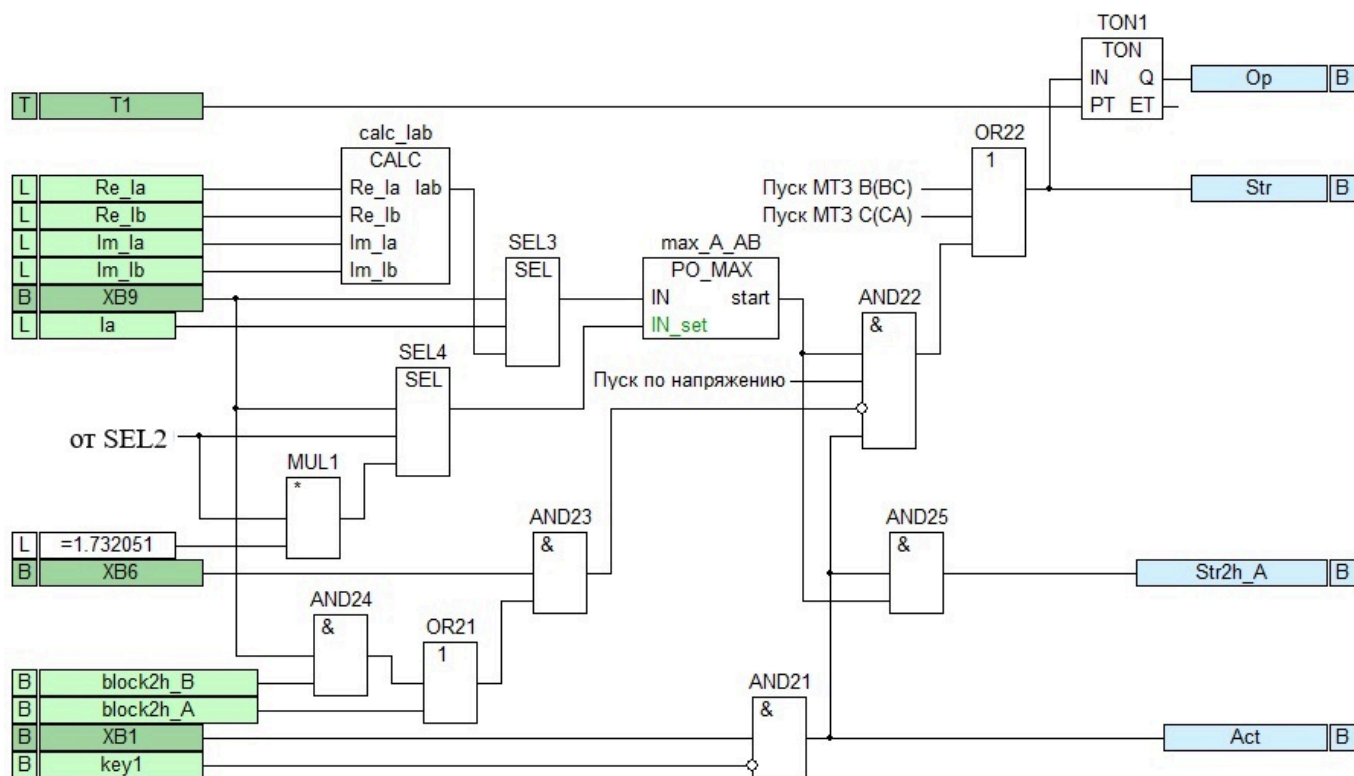 TON1
TON
IN Q Op B
T T1 PT ET
calc_Iab OR22
CALC 1
L Re_Ia Re_Ia Iab Пуск МТЗ В(ВС) Str B
L Re_Ib Re_Ib Пуск МТЗ С(СА)
L Im_Ia Im_Ia SEL3 max_A_AB
L Im_Ib Im_Ib SEL PO_MAX
B XB9 IN start AND22
L Ia IN_set &
SEL4
SEL Пуск по напряжению
от SEL2
MUL1
* AND23 AND25
L =1.732051 & &
B XB6 Str2h_A B
AND24 OR21
& 1
B block2h_B AND21
B block2h_A &
B XB1 Act B
B key1